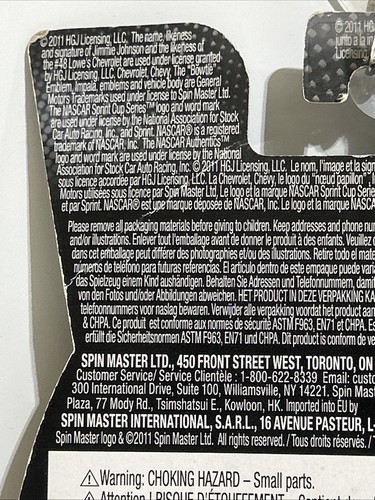 © 2011 HGJ Licensing, LLC. The name, likeness
and signature of Jimmie Johnson and the likeness of
the #48 Lowe's Chevrolet are used under license granted
by HGJ Licensing, LLC. Chevrolet, Chevy, The "Bowtie"
Emblem, Impala, emblems and vehicle body are General
Motors Trademarks used under license to Spin Master Ltd.
The NASCAR Sprint Cup Series™ logo and word mark
are used under license by the National Association for Stock
Car Auto Racing, Inc., and Sprint. NASCAR® is a registered
trademark of NASCAR, Inc. The NASCAR Authentics™
logo and word mark are used under license by the National
Association for Stock Car Auto Racing, Inc. © 2011 HGJ Licensing, LLC. Le nom, l'image et la sign
sous licence accordée par HGJ Licensing, LLC. La Chevrolet, Chevy, le logo du "nœud papillon", l
Motors utilisées sous licence par Spin Master Ltd. Le logo et la marque NASCAR Sprint Cup Serie
et par Sprint. NASCAR® est une marque déposée de NASCAR, Inc. Le logo et la marque NASCAR
© 2011 HGJ
junto a la in
Licensing,
Please remove all packaging materials before giving to children. Keep addresses and phone nu
and/or illustrations. Enlever tout l'emballage avant de donner le produit à des enfants. Veuillez c
dans cet emballage peut différer des photographies et/ou des illustrations. Retire todo el mate
números de teléfono para futuras referencias. El artículo dentro de este empaque puede varia
das Spielzeug einem Kind aushändigen. Behalten Sie Adressen und Telefonnummern, damit
von den Fotos und/oder Abbildungen abweichen. HET PRODUCT IN DEZE VERPAKKING KA
telefoonnummers voor naslag bewaren. Verwijder alle verpakking voordat het product aan
& CHPA. Ce produit est conforme aux normes de sécurité ASTM F963, EN71 et CHPA. Es
erfüllt die Sicherheitsnormen ASTM F963, EN71 und CHPA. Dit product is conform de ve
SPIN MASTER LTD., 450 FRONT STREET WEST, TORONTO, ON
Customer Service/ Service Clientèle : 1-800-622-8339 Email: custo
300 International Drive, Suite 100, Williamsville, NY 14221. Spin Mast
Plaza, 77 Mody Rd., Tsimshatsui E., Kowloon, HK. Imported into EU by
SPIN MASTER INTERNATIONAL, S.A.R.L., 16 AVENUE PASTEUR, L-
Spin Master logo & ©2011 Spin Master Ltd. All rights reserved. / Tous droits réservés. / T
⚠Warning: CHOKING HAZARD – Small parts.